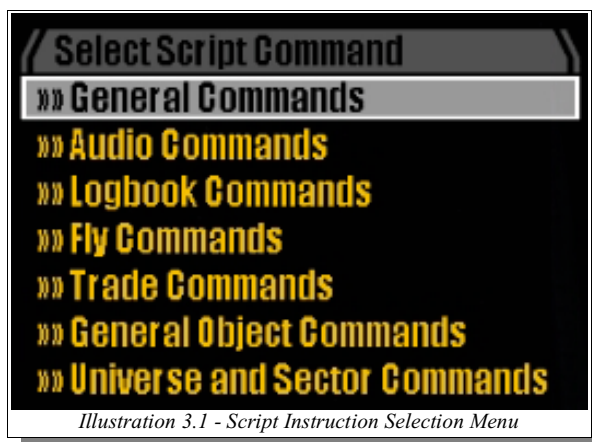 Select Script Command
»» General Commands
»» Audio Commands
»» Logbook Commands
»» Fly Commands
»» Trade Commands
»» General Object Commands
»» Universe and Sector Commands
Illustration 3.1 - Script Instruction Selection Menu